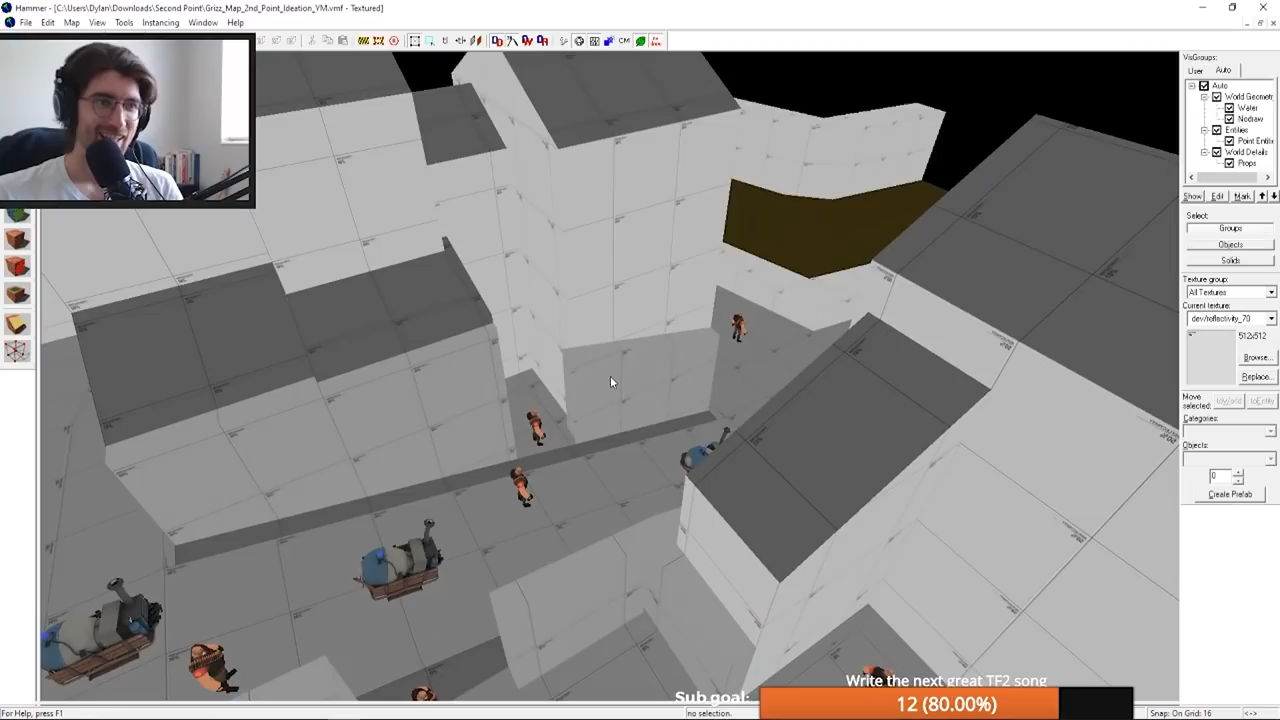 Hammer - [C:\Users\Dylan\Downloads\Second Point\Grizz_Map_2nd_Point_Ideation_YM.vmf - Textured]
File Edit Map View Tools Instancing Window Help
CM
VisGroups:
User Auto
Auto
World Geometr
Water
Nodraw
Entities
Point Entiti
World Details
Props
Show Edit Mark
Select:
Groups
Objects
Solids
Texture group:
All Textures
Current texture:
dev/reflectivity_70
512x512
Browse...
Replace...
Move
selected: toWorld toEntity
Categories:
Objects:
0
Create Prefab
Write the next great TF2 song
Sub goal: 12 (80.00%)
For Help, press F1 no selection. Snap: On Grid: 16 <->